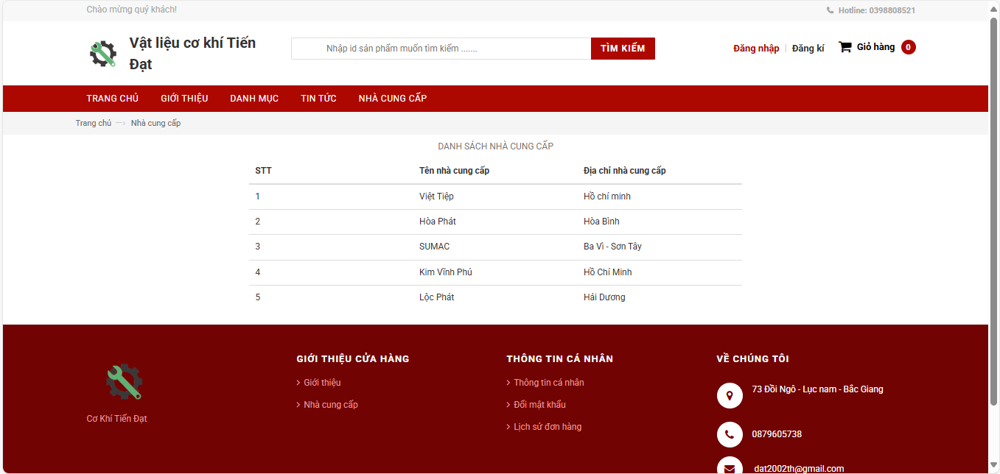 Chào mừng quý khách!
Hotline: 0398808521
Vật liệu cơ khí Tiến
Đạt
Nhập id sản phẩm muốn tìm kiếm .......
TÌM KIẾM
Đăng nhập | Đăng kí
Giỏ hàng 0
TRANG CHỦ GIỚI THIỆU DANH MỤC TIN TỨC NHÀ CUNG CẤP
Trang chủ Nhà cung cấp
DANH SÁCH NHÀ CUNG CẤP
STT Tên nhà cung cấp Địa chỉ nhà cung cấp
1 Việt Tiệp Hồ chí minh
2 Hòa Phát Hòa Bình
3 SUMAC Ba Vì - Sơn Tây
4 Kim Vĩnh Phú Hồ Chí Minh
5 Lộc Phát Hải Dương
Cơ Khí Tiến Đạt
GIỚI THIỆU CỬA HÀNG
Giới thiệu
Nhà cung cấp
THÔNG TIN CÁ NHÂN
Thông tin cá nhân
Đổi mật khẩu
Lịch sử đơn hàng
VỀ CHÚNG TÔI
73 Đồi Ngô - Lục nam - Bắc Giang
0879605738
dat2002th@gmail.com